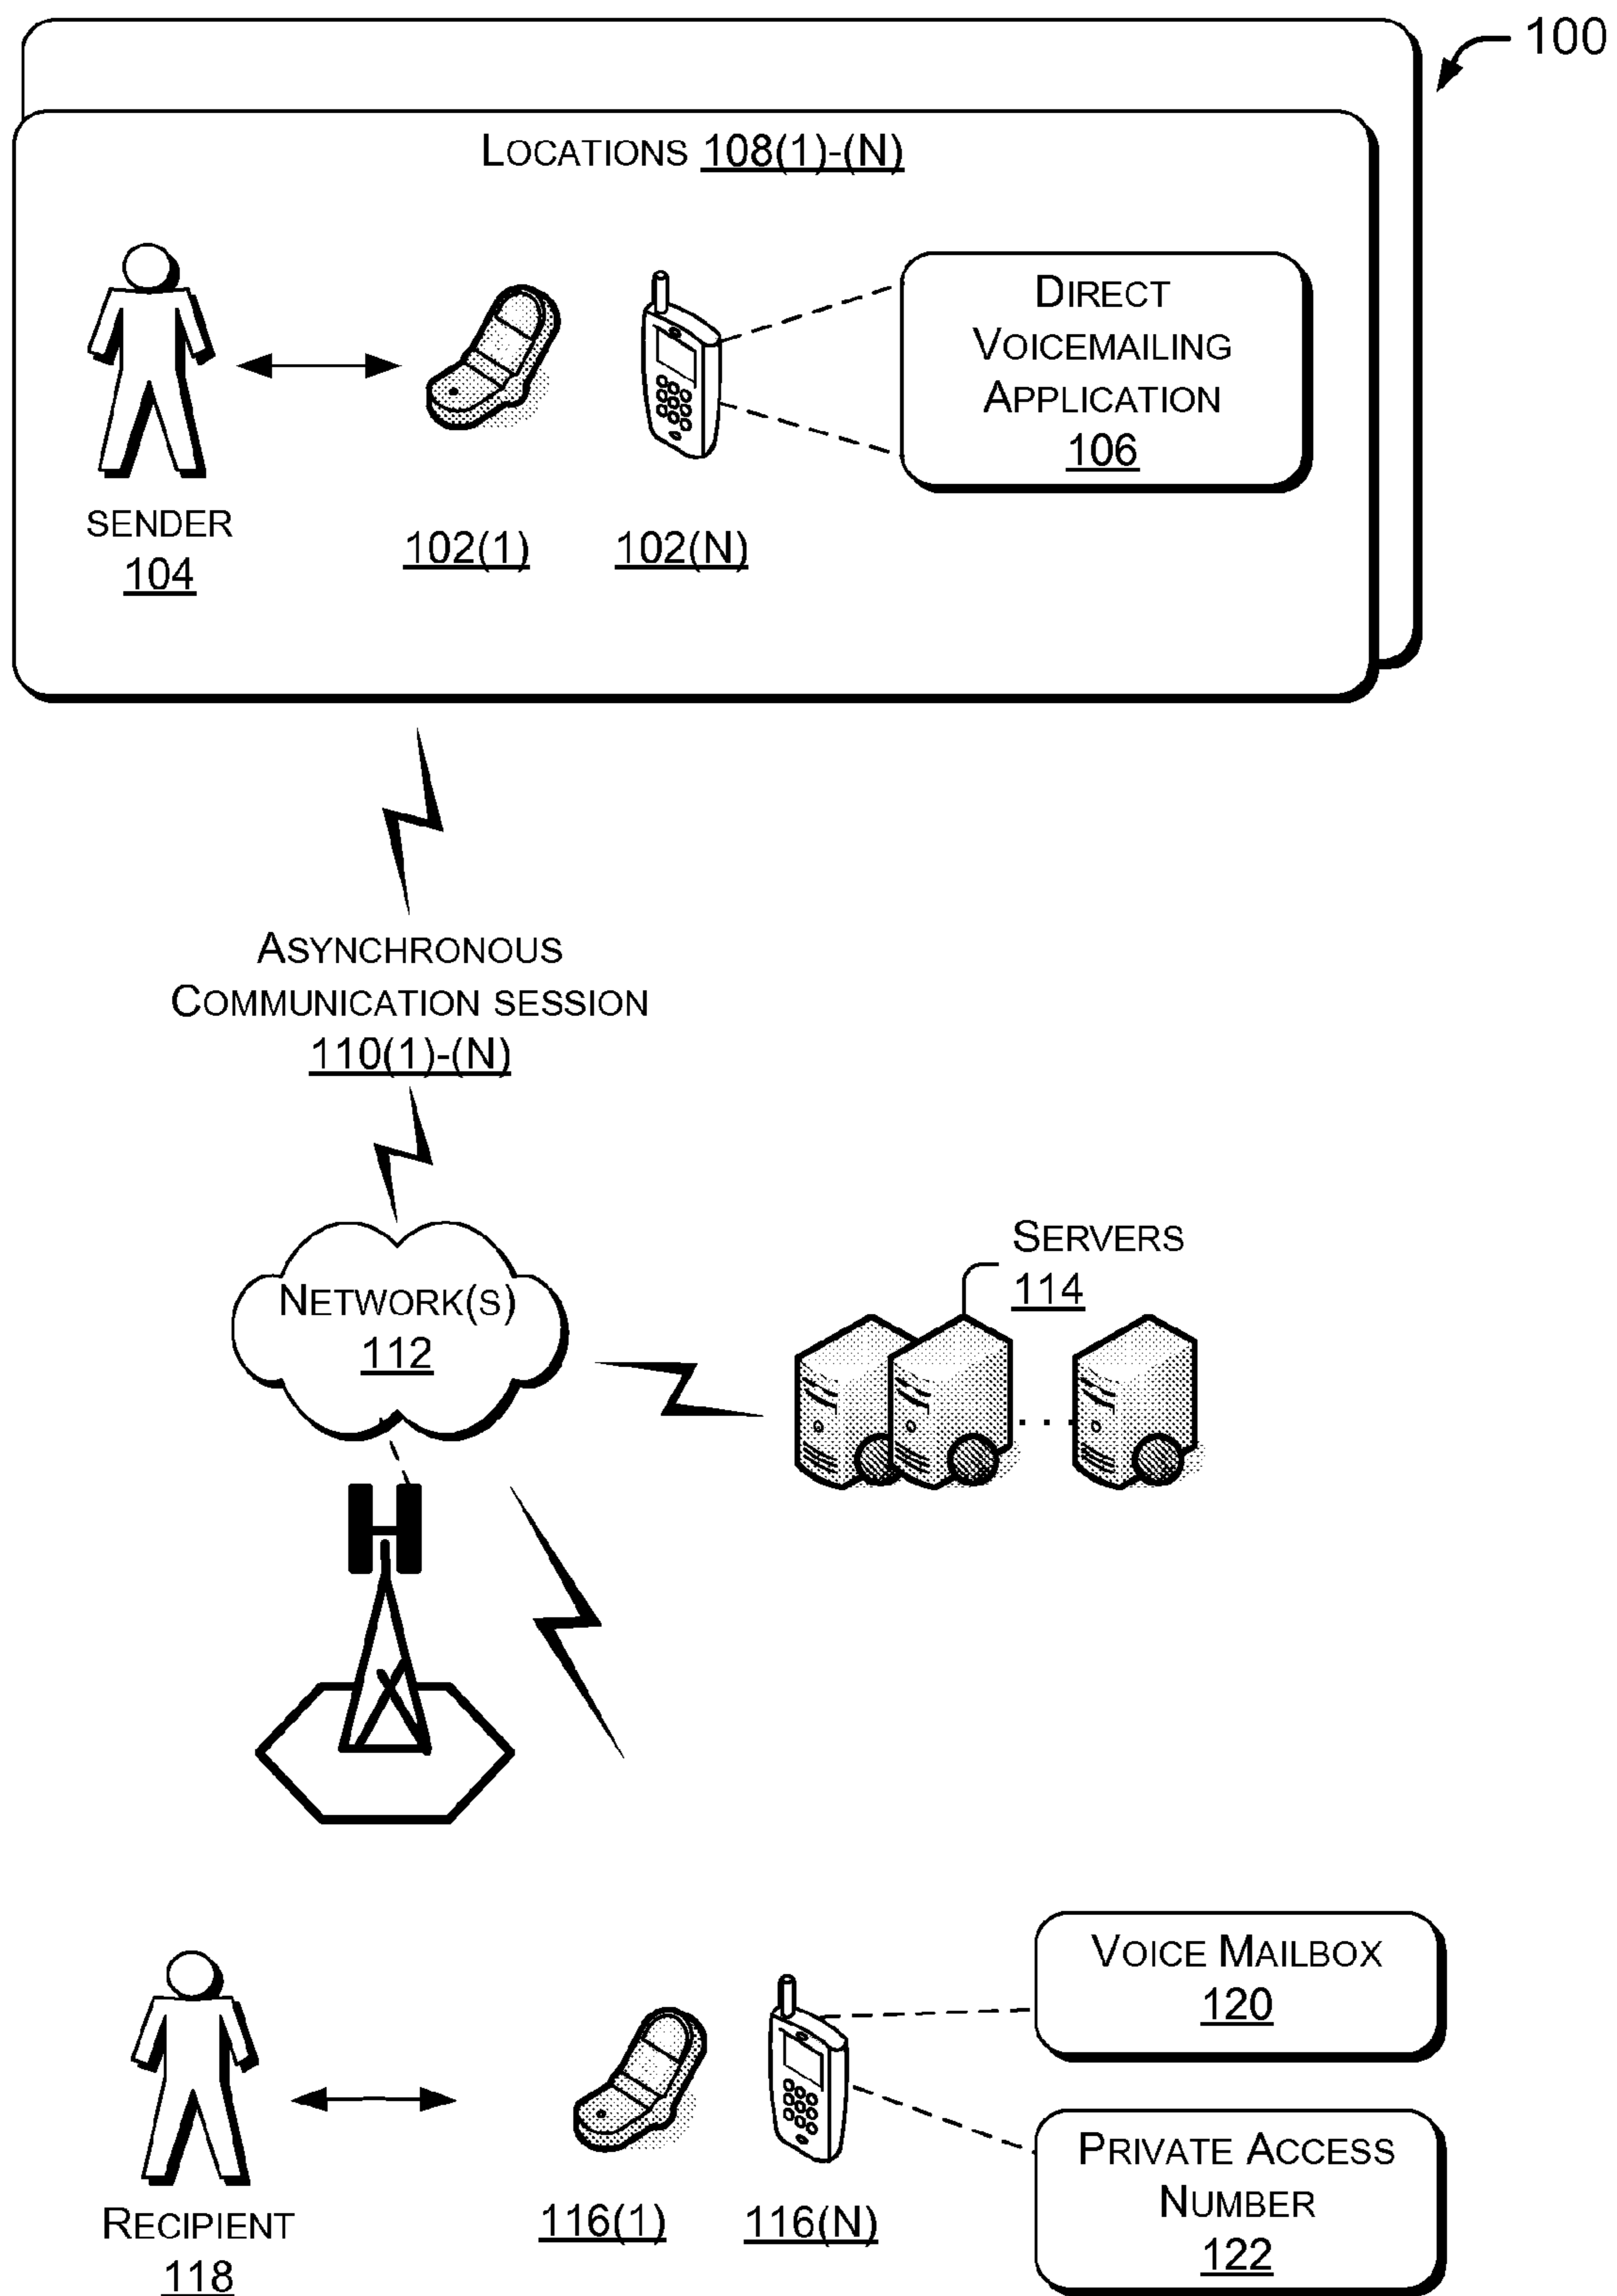 100
LOCATIONS 108(1)-(N)
DIRECT
VOICEMAILING
APPLICATION
106
SENDER
104
102(1)
102(N)
ASYNCHRONOUS
COMMUNICATION SESSION
110(1)-(N)
NETWORK(S)
112
SERVERS
114
VOICE MAILBOX
120
PRIVATE ACCESS
NUMBER
122
RECIPIENT
118
116(1)
116(N)